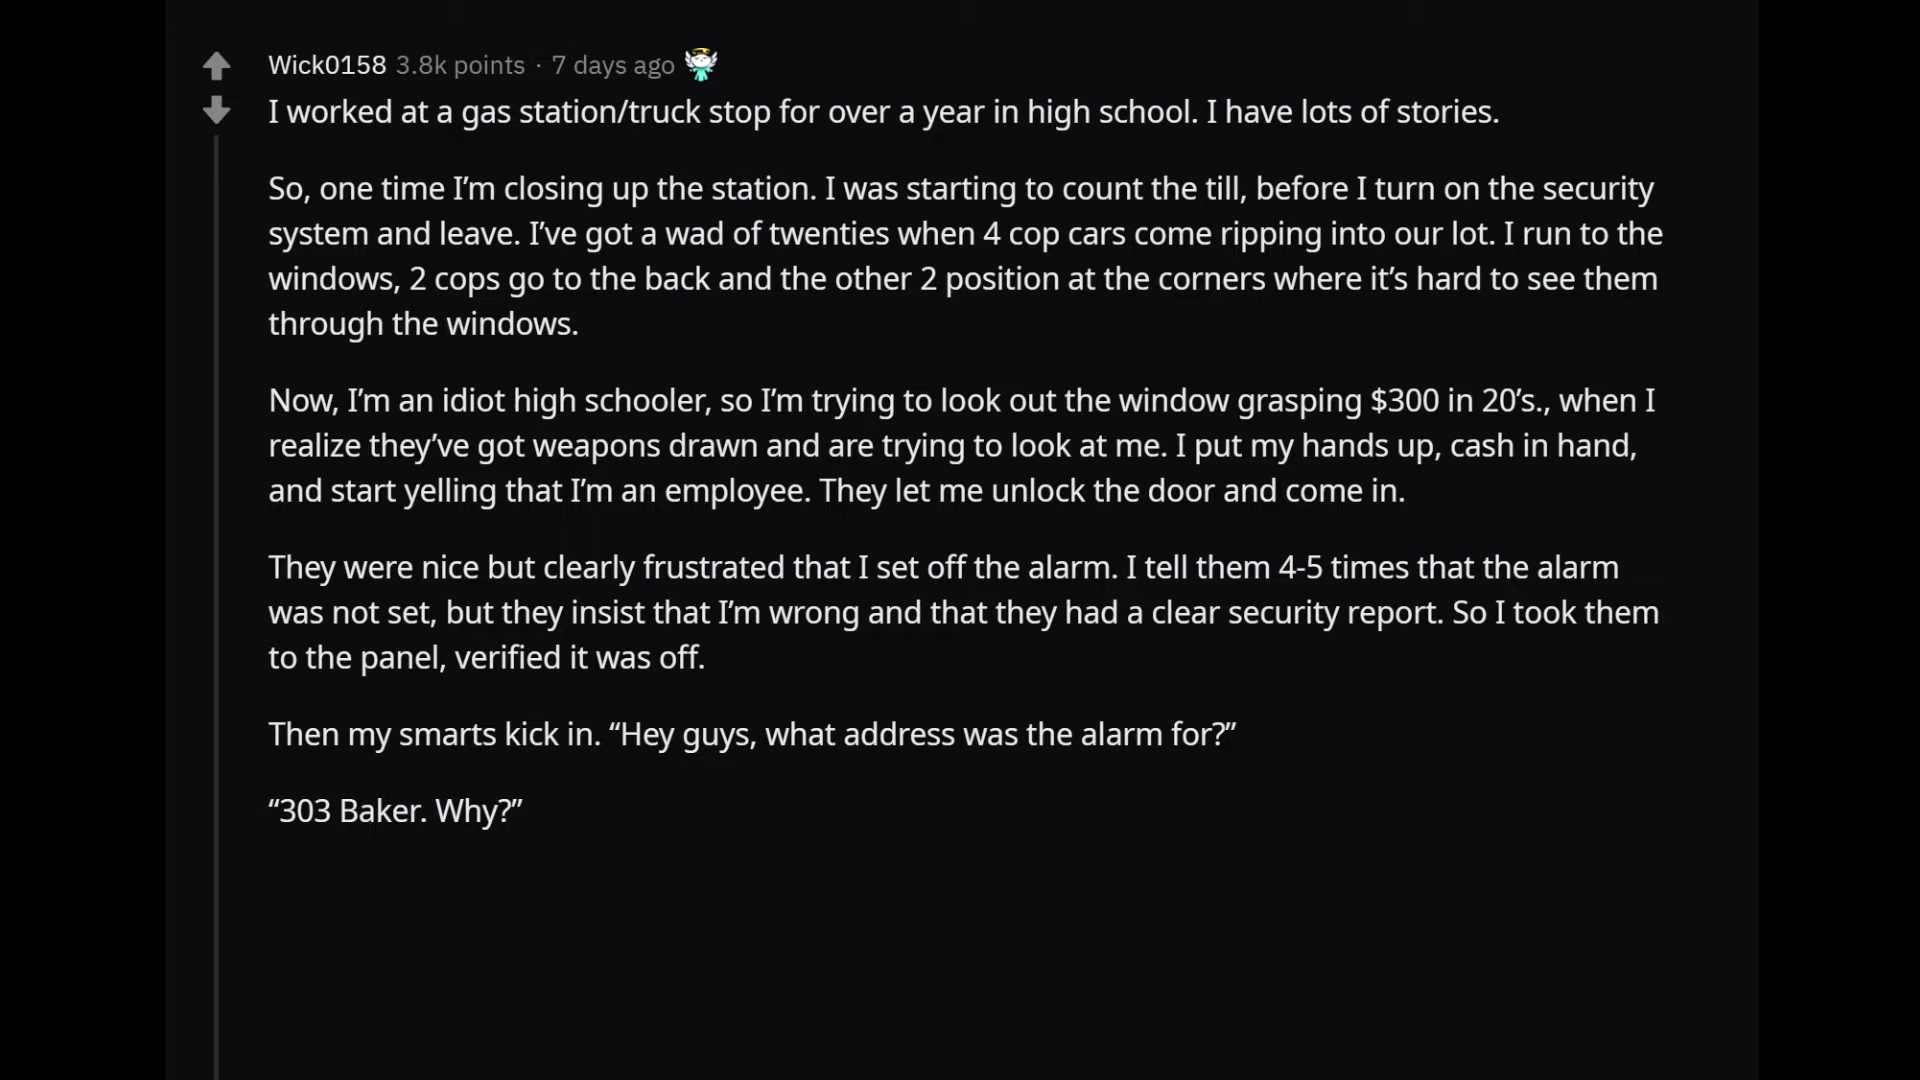 Wick0158 3.8k points · 7 days ago
I worked at a gas station/truck stop for over a year in high school. I have lots of stories.
So, one time I’m closing up the station. I was starting to count the till, before I turn on the security
system and leave. I’ve got a wad of twenties when 4 cop cars come ripping into our lot. I run to the
windows, 2 cops go to the back and the other 2 position at the corners where it’s hard to see them
through the windows.
Now, I’m an idiot high schooler, so I’m trying to look out the window grasping $300 in 20’s., when I
realize they’ve got weapons drawn and are trying to look at me. I put my hands up, cash in hand,
and start yelling that I’m an employee. They let me unlock the door and come in.
They were nice but clearly frustrated that I set off the alarm. I tell them 4-5 times that the alarm
was not set, but they insist that I’m wrong and that they had a clear security report. So I took them
to the panel, verified it was off.
Then my smarts kick in. “Hey guys, what address was the alarm for?”
“303 Baker. Why?”